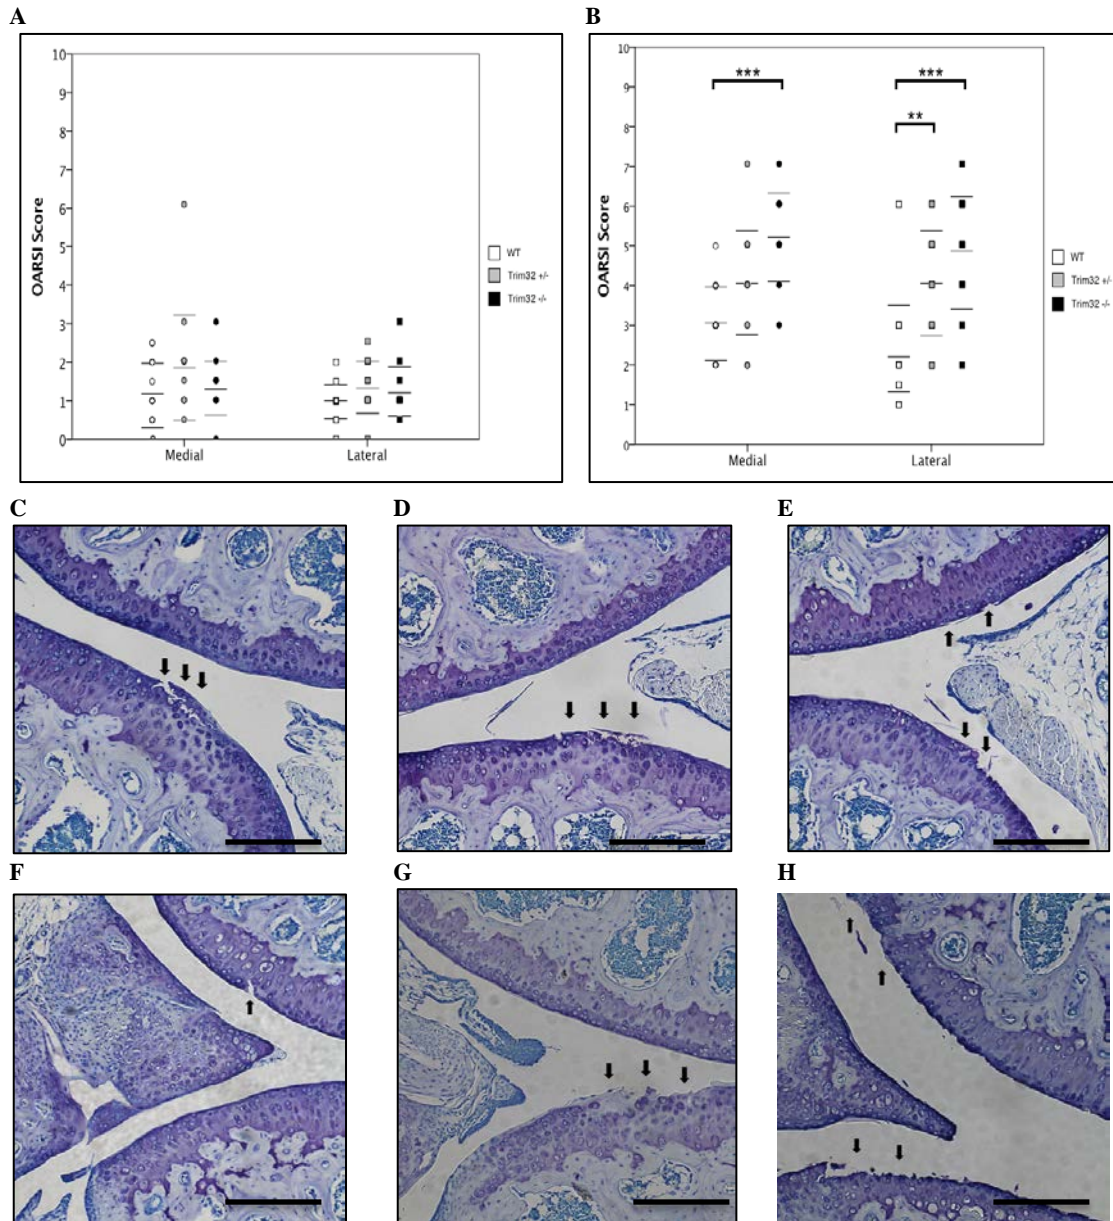 A
B
10
9
8
7
6
5
4
3
2
1
0
OARSI Score
Medial
Lateral
WT
Trim32 +/-
Trim32 -/-
10
9
8
7
6
5
4
3
2
1
0
OARSI Score
***
***
**
Medial
Lateral
WT
Trim32 +/-
Trim32 -/-
C
D
E
F
G
H